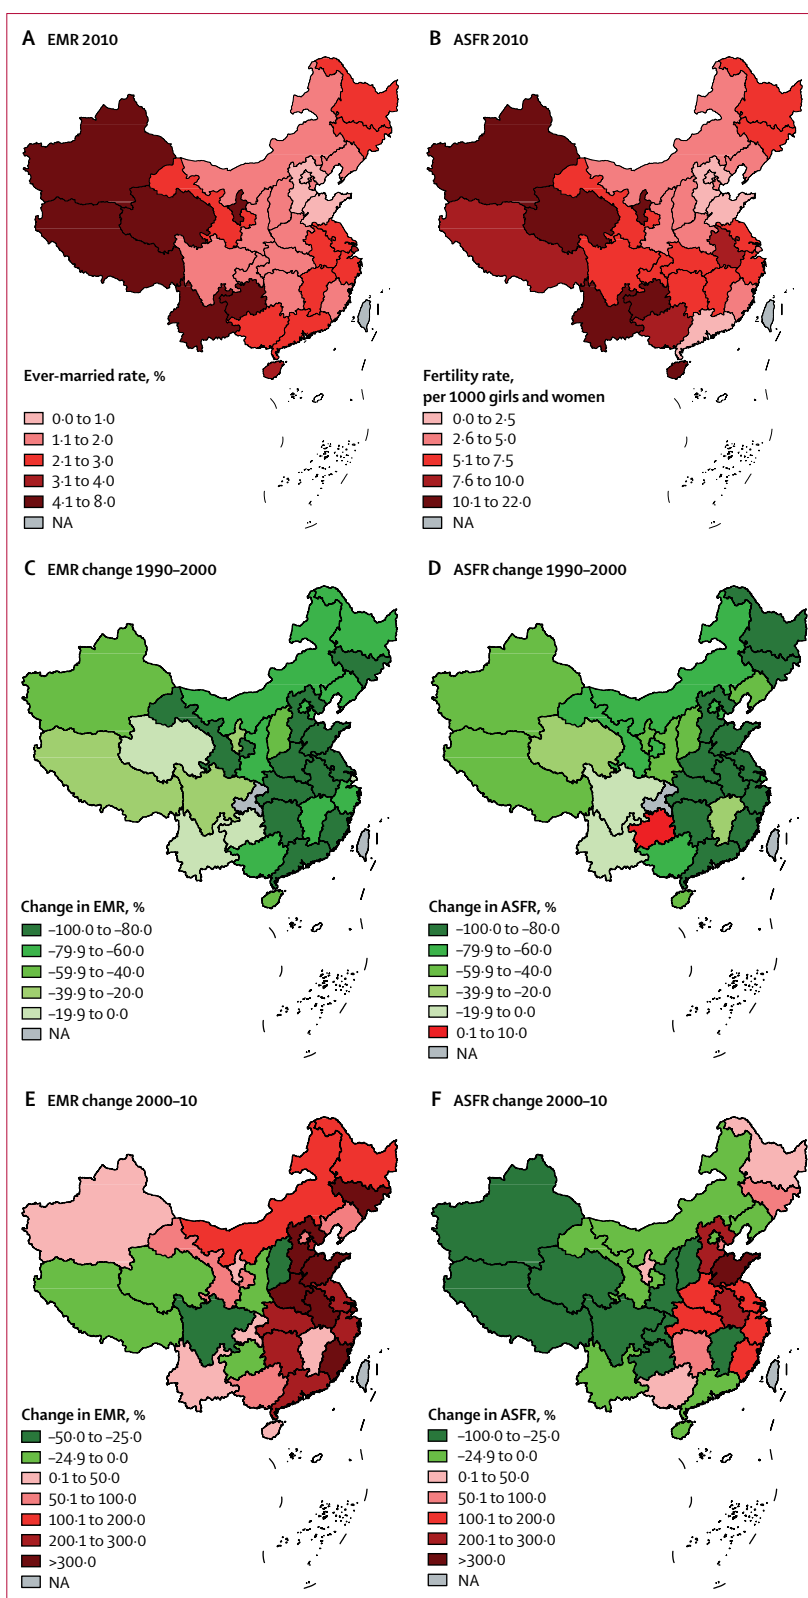 A EMR 2010
B ASFR 2010
Ever-married rate, %
0·0 to 1·0
1·1 to 2·0
2·1 to 3·0
3·1 to 4·0
4·1 to 8·0
NA
Fertility rate,
per 1000 girls and women
0·0 to 2·5
2·6 to 5·0
5·1 to 7·5
7·6 to 10·0
10·1 to 22·0
NA
C EMR change 1990–2000
D ASFR change 1990–2000
Change in EMR, %
–100·0 to –80·0
–79·9 to –60·0
–59·9 to –40·0
–39·9 to –20·0
–19·9 to 0·0
NA
Change in ASFR, %
–100·0 to –80·0
–79·9 to –60·0
–59·9 to –40·0
–39·9 to –20·0
–19·9 to 0·0
0·1 to 10·0
NA
E EMR change 2000–10
F ASFR change 2000–10
Change in EMR, %
–50·0 to –25·0
–24·9 to 0·0
0·1 to 50·0
50·1 to 100·0
100·1 to 200·0
200·1 to 300·0
>300·0
NA
Change in ASFR, %
–100·0 to –25·0
–24·9 to 0·0
0·1 to 50·0
50·1 to 100·0
100·1 to 200·0
200·1 to 300·0
>300·0
NA